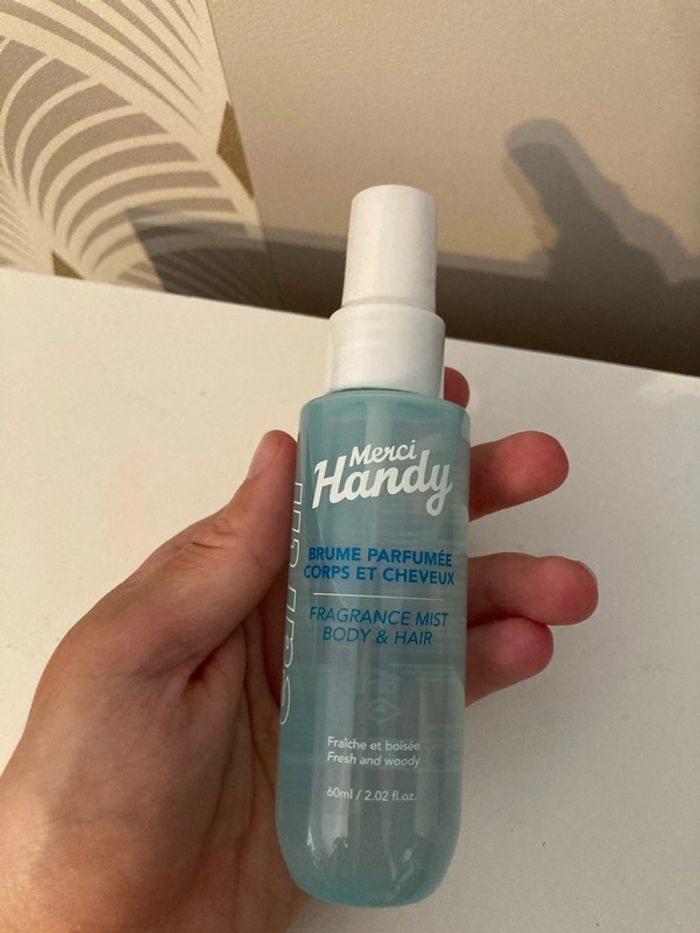 Merci
Handy
BRUME PARFUMÉE
CORPS ET CHEVEUX
FRAGRANCE MIST
BODY & HAIR
Fraîche et boisée
Fresh and woody
60ml / 2.02 fl.oz.